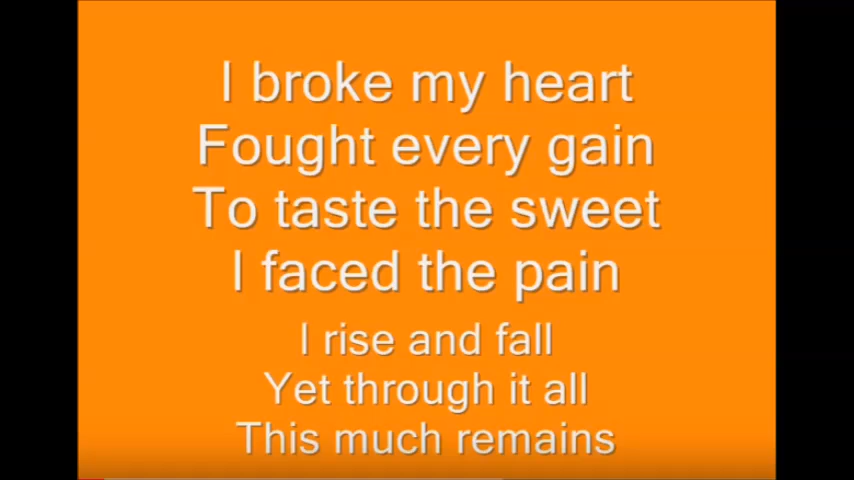 I broke my heart
Fought every gain
To taste the sweet
I faced the pain
I rise and fall
Yet through it all
This much remains